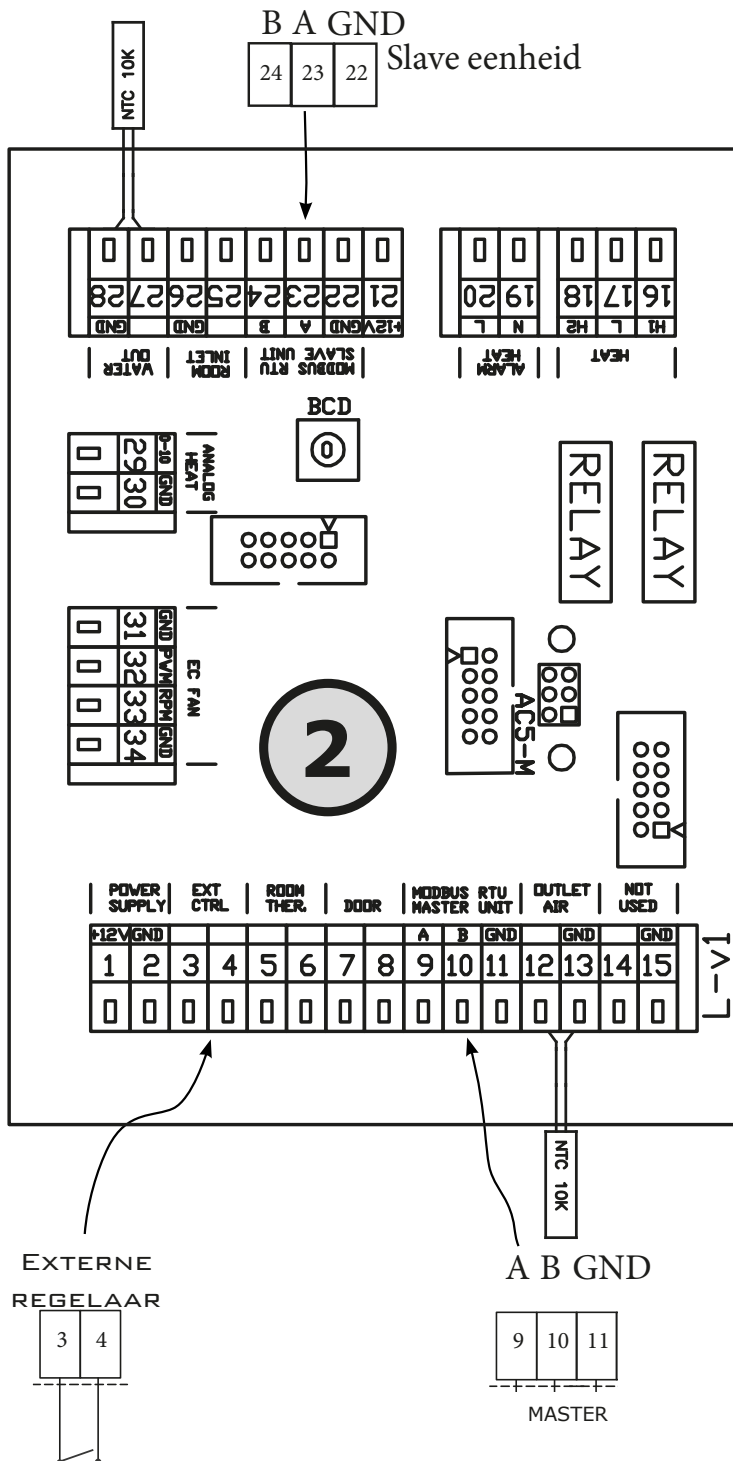 B A GND
24 23 22 Slave eenheid
NTC 10K
28 27 26 25 24 23 22 21
GND GND B A GND +12V
WATER OUT
ROOM INLET
MODBUS RTU
SLAVE UNIT
20 19 18 17 16
L N H2 L H1
ALARM HEAT
HEAT
BCD
0
0-10 GND
29 30
ANALOG HEAT
RELAY RELAY
GND PVM RPM GND
31 32 33 34
EC FAN
2
AC5-M
POWER SUPPLY
EXT CTRL
ROOM THER.
DOOR
MODBUS RTU
MASTER UNIT
OUTLET AIR
NOT USED
+12V GND A B GND GND GND
1 2 3 4 5 6 7 8 9 10 11 12 13 14 15
L-v1
NTC 10K
EXTERNE
REGELAAR
3 4
A B GND
9 10 11
MASTER